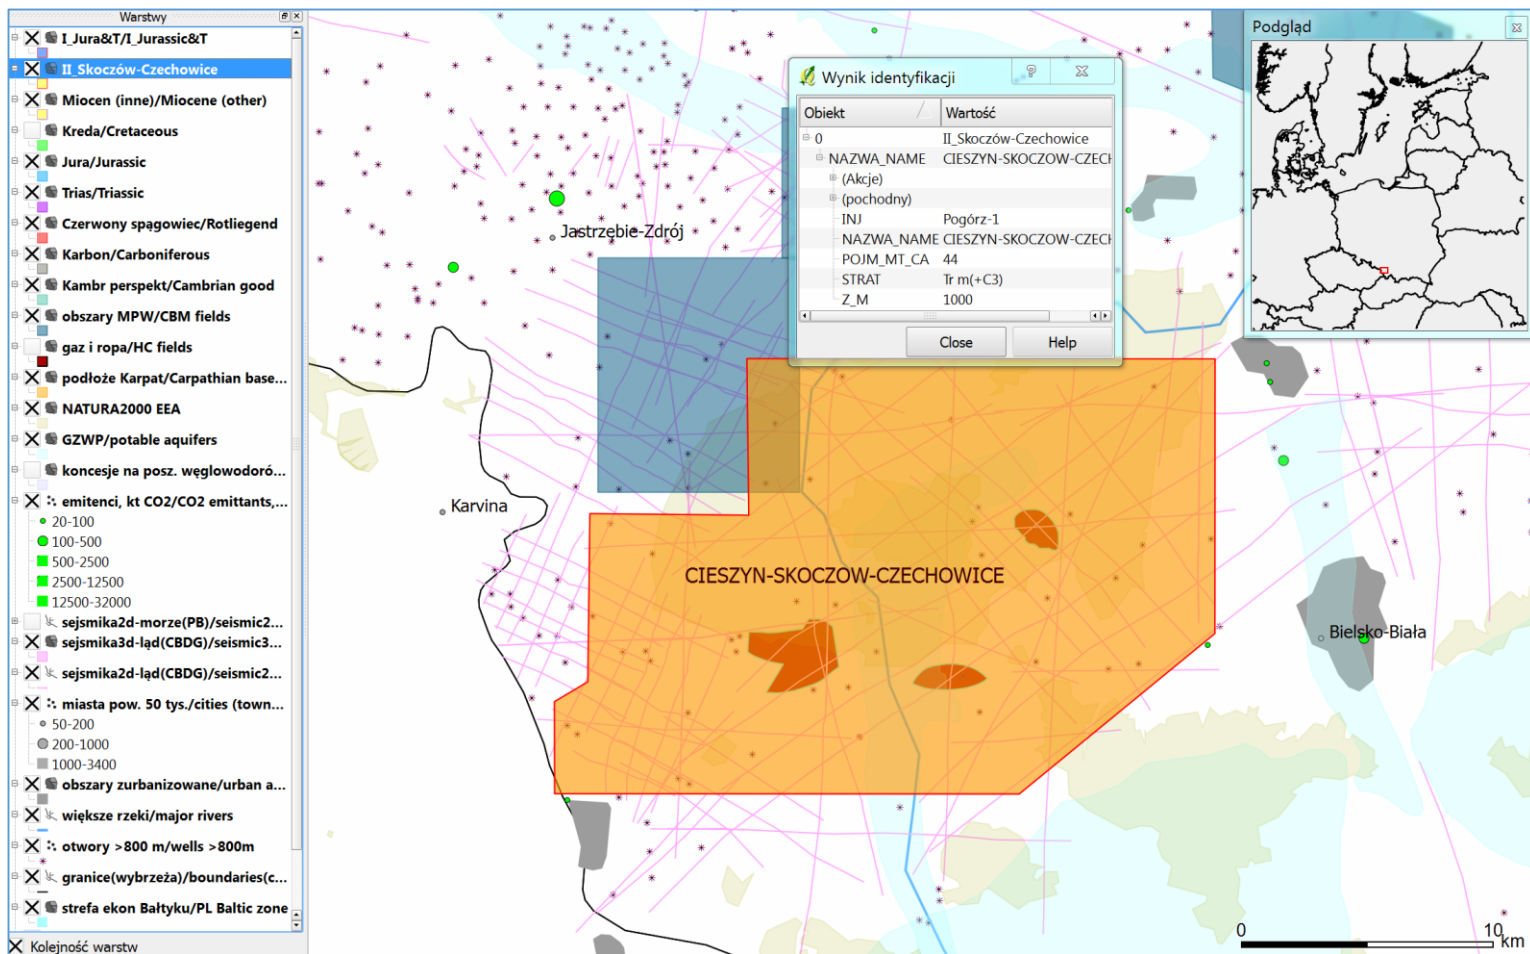 Warstwy
I_Jura&T/I_Jurassic&T
II_Skoczów-Czechowice
Miocen (inne)/Miocene (other)
Kreda/Cretaceous
Jura/Jurassic
Trias/Triassic
Czerwony spągowiec/Rotliegend
Karbon/Carboniferous
Kambr perspekt/Cambrian good
obszary MPW/CBM fields
gaz i ropa/HC fields
podłoże Karpat/Carpathian base...
NATURA2000 EEA
GZWP/potable aquifers
koncesje na posz. węglowodoró...
emitenci, kt CO2/CO2 emittants,...
20-100
100-500
500-2500
2500-12500
12500-32000
sejsmika2d-morze(PB)/seismic2...
sejsmika3d-ląd(CBDG)/seismic3...
sejsmika2d-ląd(CBDG)/seismic2...
miasta pow. 50 tys./cities (town...
50-200
200-1000
1000-3400
obszary zurbanizowane/urban a...
większe rzeki/major rivers
otwory >800 m/wells >800m
granice(wybrzeża)/boundaries(c...
strefa ekon Bałtyku/PL Baltic zone
Kolejność warstw
Wynik identyfikacji
Obiekt Wartość
0 II_Skoczów-Czechowice
NAZWA_NAME CIESZYN-SKOCZOW-CZECH
(Akcje)
(pochodny)
INJ Pogórz-1
NAZWA_NAME CIESZYN-SKOCZOW-CZECH
POJM_MT_CA 44
STRAT Tr m(+C3)
Z_M 1000
Close Help
Podgląd
Jastrzębie-Zdrój
Karvina
CIESZYN-SKOCZOW-CZECHOWICE
Bielsko-Biała
0 10
km